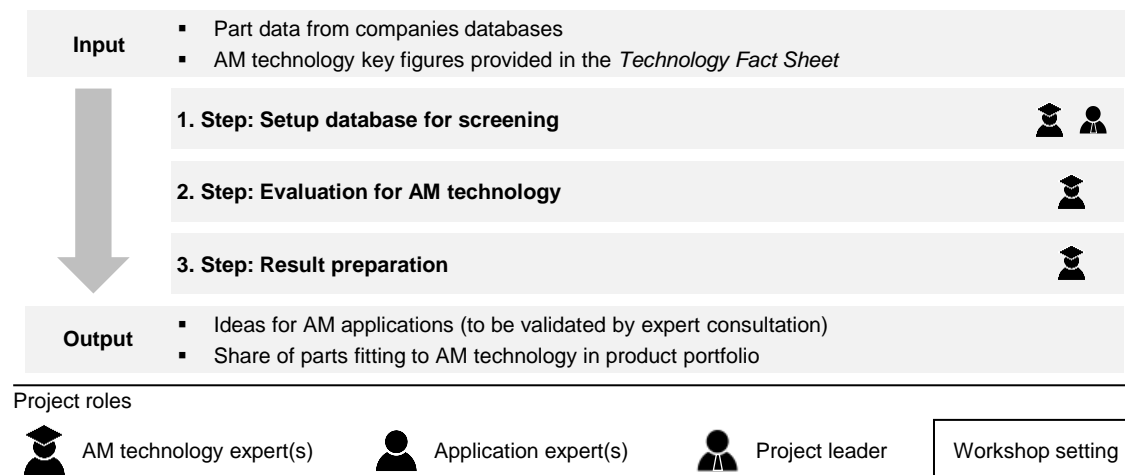 Input
▪ Part data from companies databases
▪ AM technology key figures provided in the Technology Fact Sheet
1. Step: Setup database for screening
2. Step: Evaluation for AM technology
3. Step: Result preparation
Output
▪ Ideas for AM applications (to be validated by expert consultation)
▪ Share of parts fitting to AM technology in product portfolio
Project roles
AM technology expert(s) Application expert(s) Project leader Workshop setting